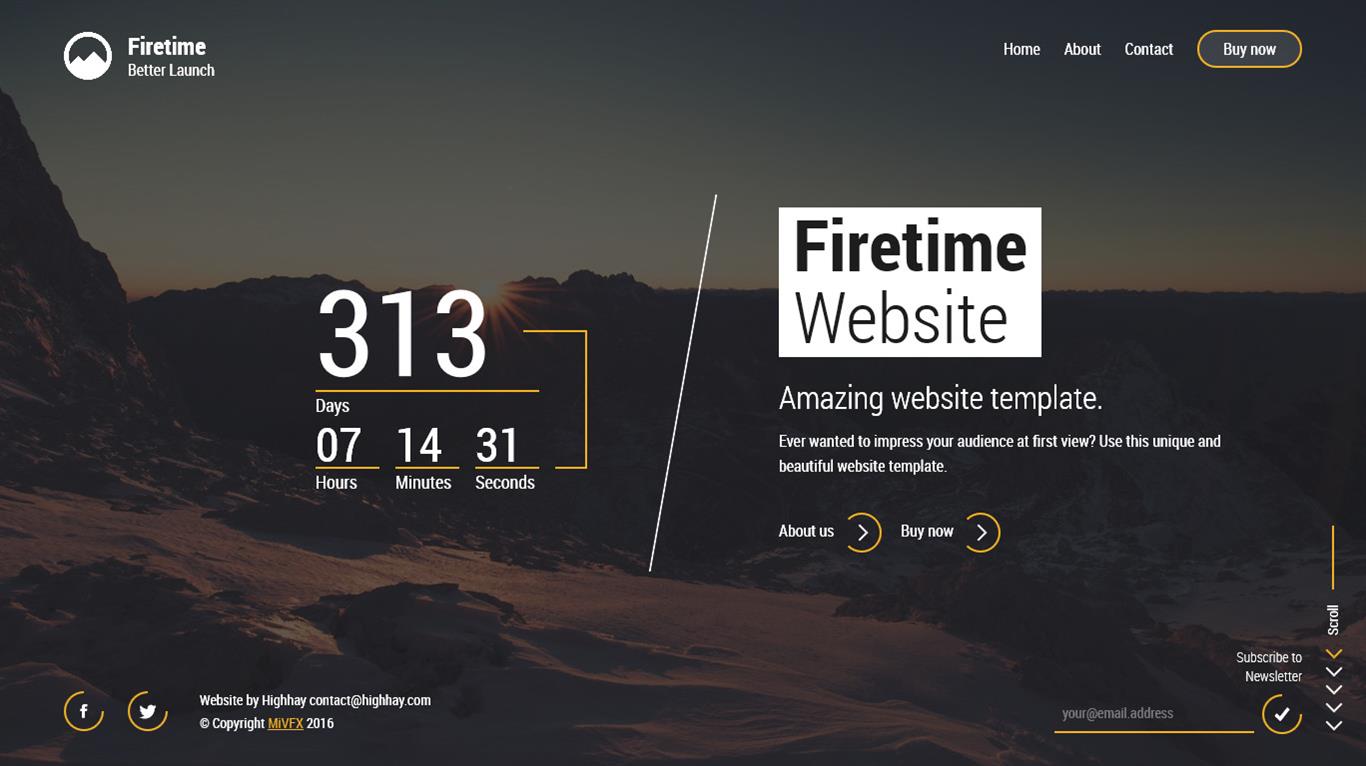 Firetime
Better Launch
Home About Contact Buy now
313
Days
07 14 31
Hours Minutes Seconds
Firetime
Website
Amazing website template.
Ever wanted to impress your audience at first view? Use this unique and
beautiful website template.
About us Buy now
Scroll
Subscribe to
Newsletter
your@email.address
Website by Highhay contact@highhay.com
© Copyright MiVFX 2016